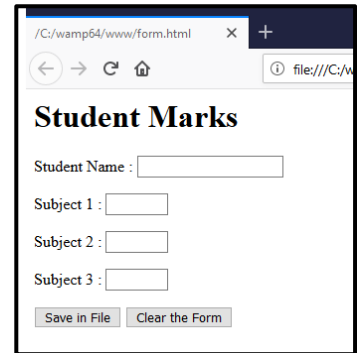 /C:/wamp64/www/form.html
file:///C:/w
Student Marks
Student Name :
Subject 1 :
Subject 2 :
Subject 3 :
Save in File Clear the Form